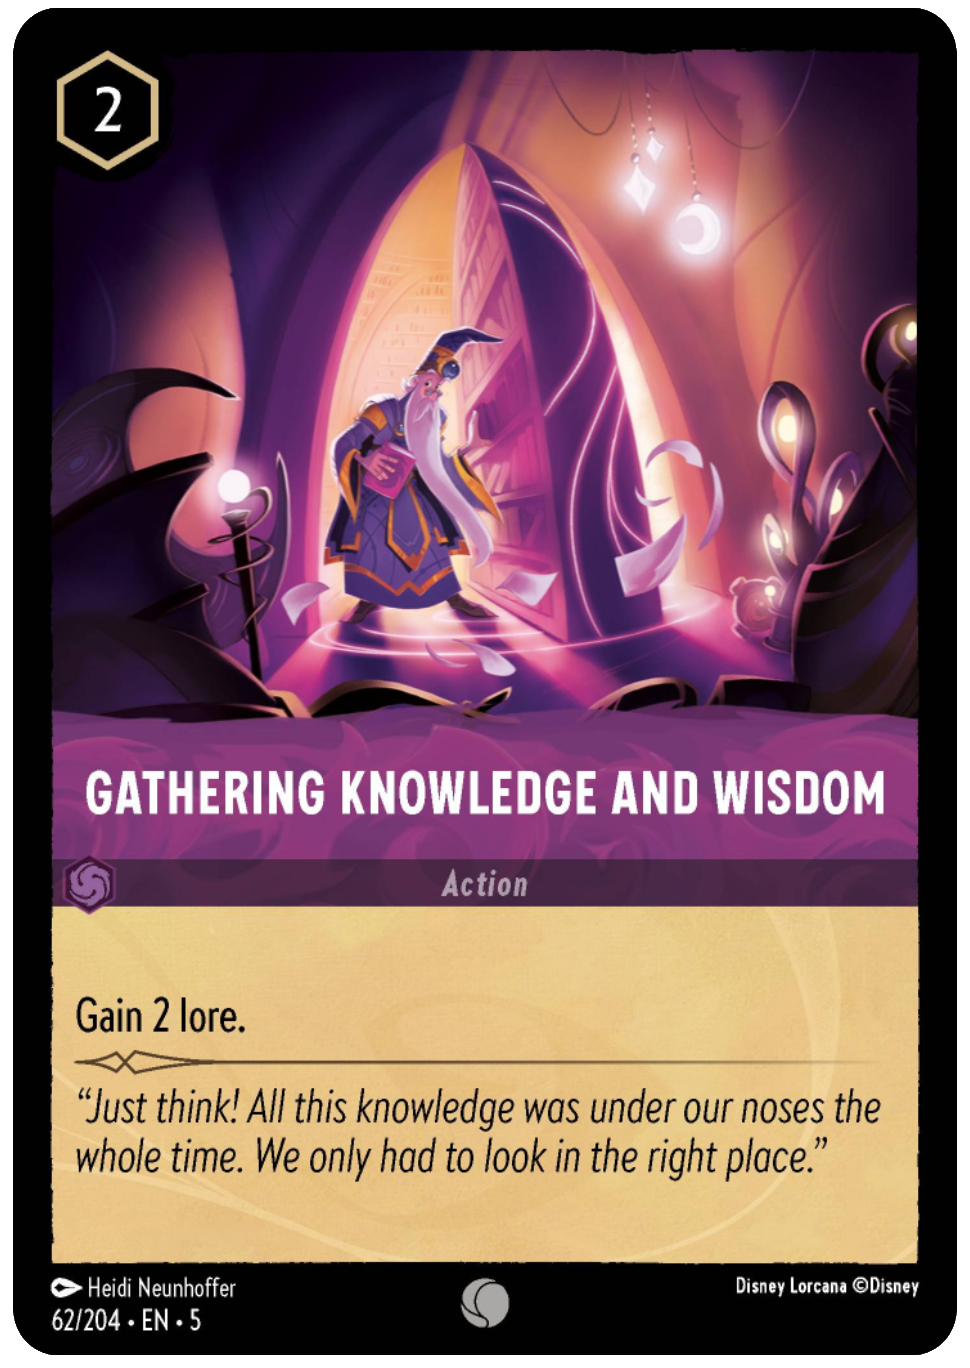 2
GATHERING KNOWLEDGE AND WISDOM
Action
Gain 2 lore.
“Just think! All this knowledge was under our noses the
whole time. We only had to look in the right place.”
Heidi Neunhoffer
Disney Lorcana ©Disney
62/204 • EN • 5